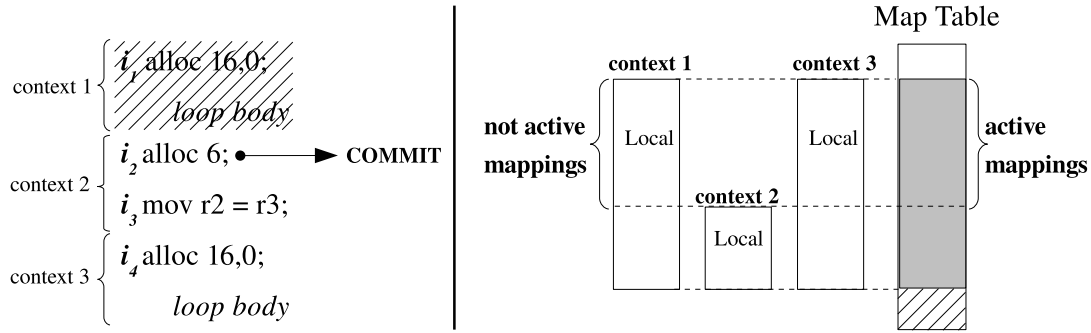 context 1
i1 alloc 16,0;
loop body
context 2
i2 alloc 6;
COMMIT
i3 mov r2 = r3;
context 3
i4 alloc 16,0;
loop body
Map Table
context 1
context 3
not active
mappings
Local
Local
active
mappings
context 2
Local